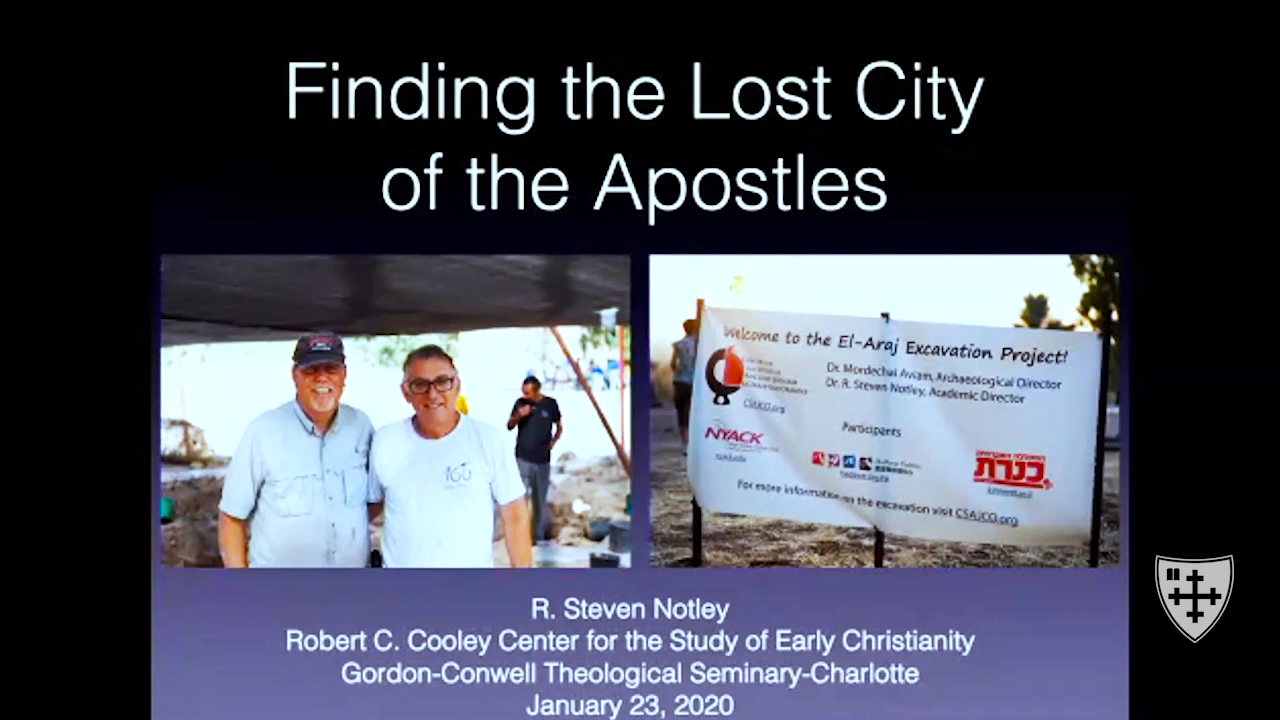 Finding the Lost City
of the Apostles
Welcome to the El-Araj Excavation Project!
Dr. Mordechai Aviam, Archaeological Director
Dr. R. Steven Notley, Academic Director
CSAJCO.org
Participants
NYACK
כנרת
For more information on the excavation visit CSAJCO.org
R. Steven Notley
Robert C. Cooley Center for the Study of Early Christianity
Gordon-Conwell Theological Seminary-Charlotte
January 23, 2020